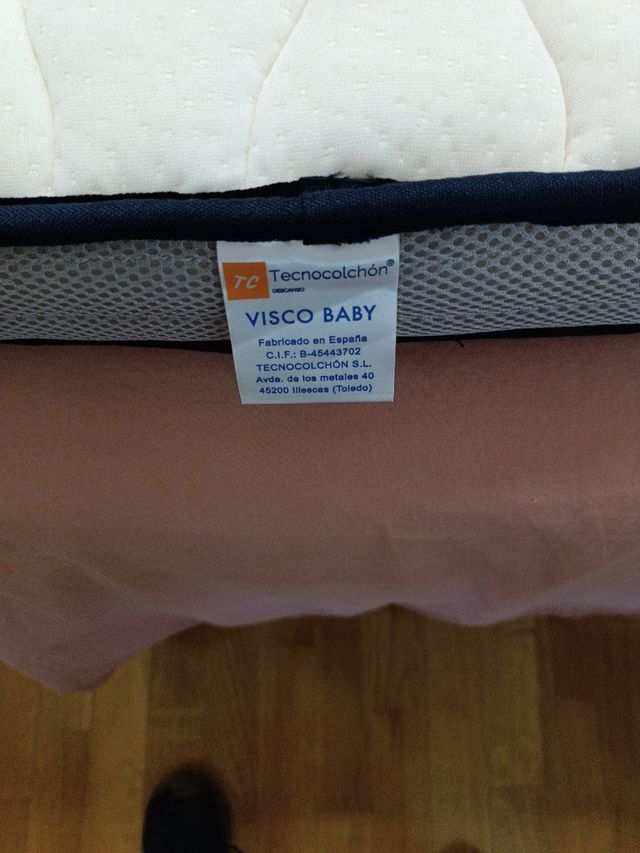 TC Tecnocolchón®
DESCANSO
VISCO BABY
Fabricado en España
C.I.F.: B-45443702
TECNOCOLCHÓN S.L.
Avda. de los metales 40
45200 Illescas (Toledo)